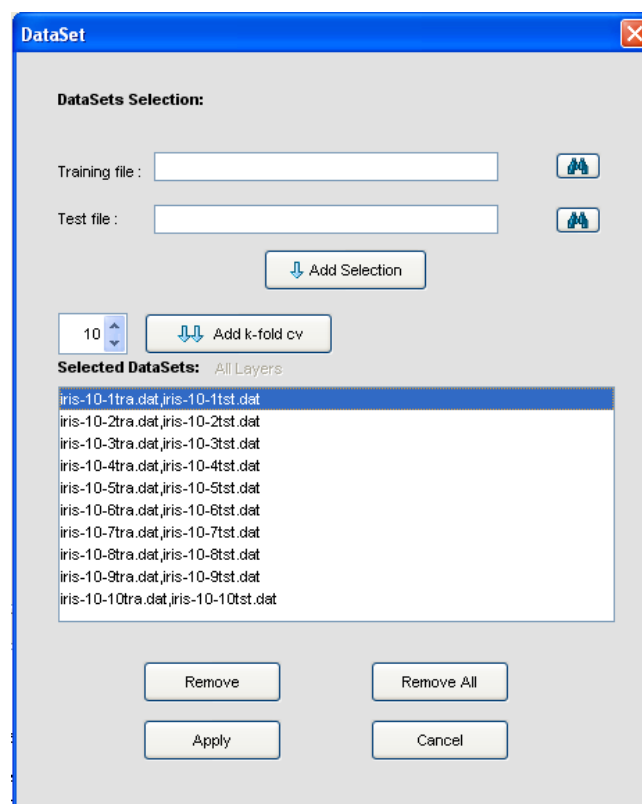 DataSet
DataSets Selection:
Training file :
Test file :
Add Selection
10 Add k-fold cv
Selected DataSets: All Layers
iris-10-1tra.dat,iris-10-1tst.dat
iris-10-2tra.dat,iris-10-2tst.dat
iris-10-3tra.dat,iris-10-3tst.dat
iris-10-4tra.dat,iris-10-4tst.dat
iris-10-5tra.dat,iris-10-5tst.dat
iris-10-6tra.dat,iris-10-6tst.dat
iris-10-7tra.dat,iris-10-7tst.dat
iris-10-8tra.dat,iris-10-8tst.dat
iris-10-9tra.dat,iris-10-9tst.dat
iris-10-10tra.dat,iris-10-10tst.dat
Remove Remove All
Apply Cancel